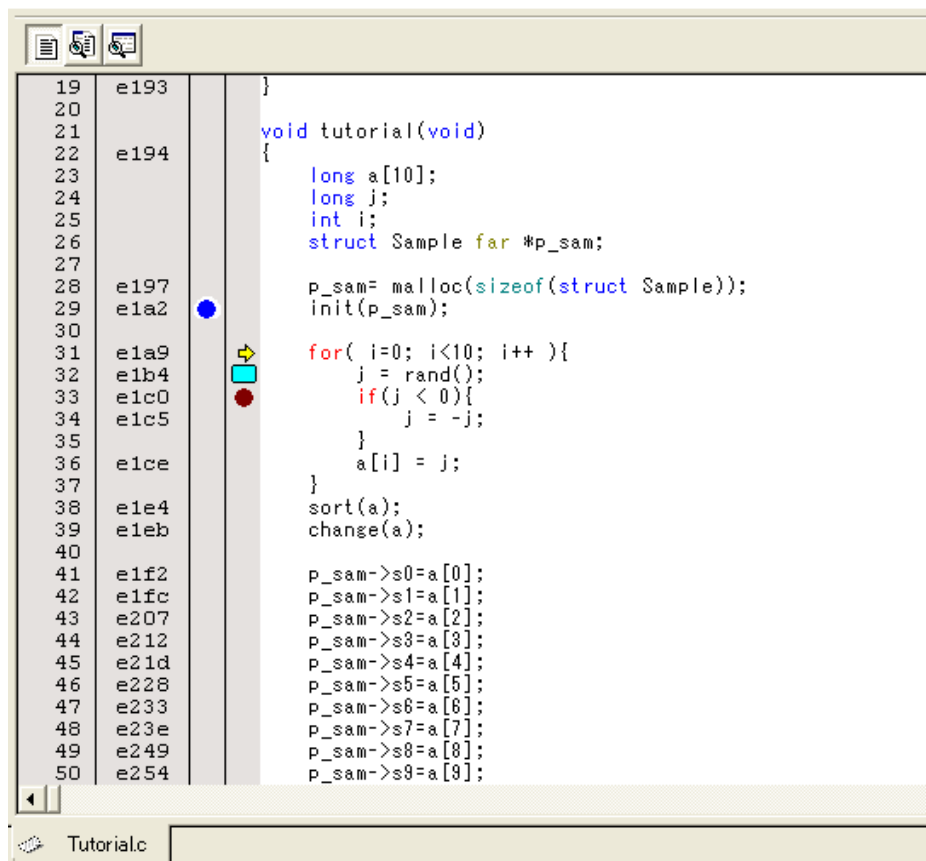 19 e193 }
20
21 void tutorial(void)
22 e194 {
23 long a[10];
24 long j;
25 int i;
26 struct Sample far *p_sam;
27
28 e197 p_sam= malloc(sizeof(struct Sample));
29 e1a2 init(p_sam);
30
31 e1a9 for( i=0; i<10; i++ ){
32 e1b4 j = rand();
33 e1c0 if(j < 0){
34 e1c5 j = -j;
35 }
36 e1ce a[i] = j;
37 }
38 e1e4 sort(a);
39 e1eb change(a);
40
41 e1f2 p_sam->s0=a[0];
42 e1fc p_sam->s1=a[1];
43 e207 p_sam->s2=a[2];
44 e212 p_sam->s3=a[3];
45 e21d p_sam->s4=a[4];
46 e228 p_sam->s5=a[5];
47 e233 p_sam->s6=a[6];
48 e23e p_sam->s7=a[7];
49 e249 p_sam->s8=a[8];
50 e254 p_sam->s9=a[9];
Tutorial.c